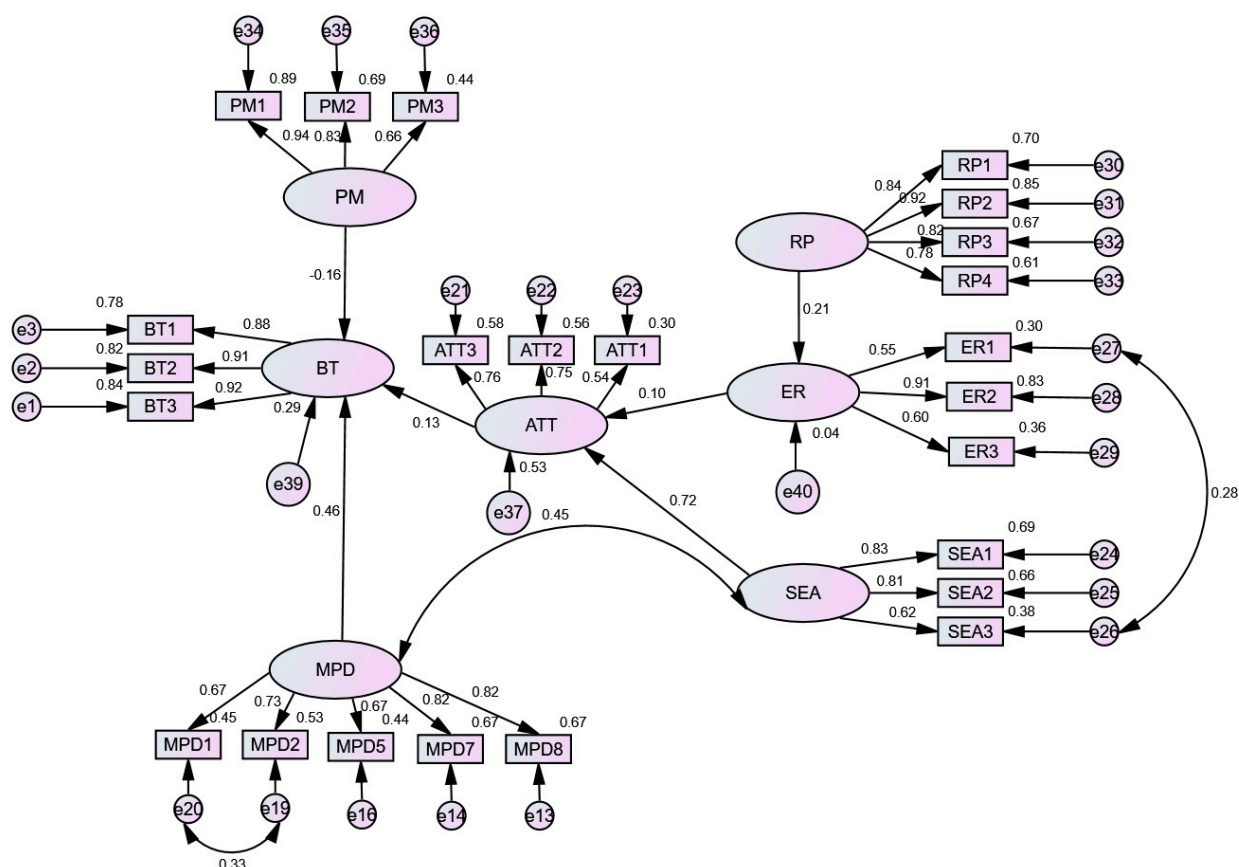 e34 e35 e36
0.89 0.69 0.44
PM1 PM2 PM3
0.94 0.83 0.66
PM
-0.16
0.70
RP1 e30
0.84
0.85
RP2 e31
0.92
0.67
RP3 e32
0.82
0.61
RP4 e33
0.78
RP
0.21
e21 e22 e23
0.58 0.56 0.30
ATT3 ATT2 ATT1
0.76 0.75 0.54
ATT
0.13
0.10
0.53
e37
0.78
e3 BT1 0.88
0.82
e2 BT2 0.91
0.84
e1 BT3 0.92
BT
0.29
e39
0.46
0.30
0.55 ER1 e27
0.83
0.91 ER2 e28
0.36
0.60 ER3 e29
ER
0.04
e40
0.28
0.72
0.45
0.69
0.83 SEA1 e24
0.66
0.81 SEA2 e25
0.38
0.62 SEA3 e26
SEA
MPD
0.67 0.73 0.67 0.82 0.82
0.45 0.53 0.44 0.67 0.67
MPD1 MPD2 MPD5 MPD7 MPD8
e20 e19 e16 e14 e13
0.33